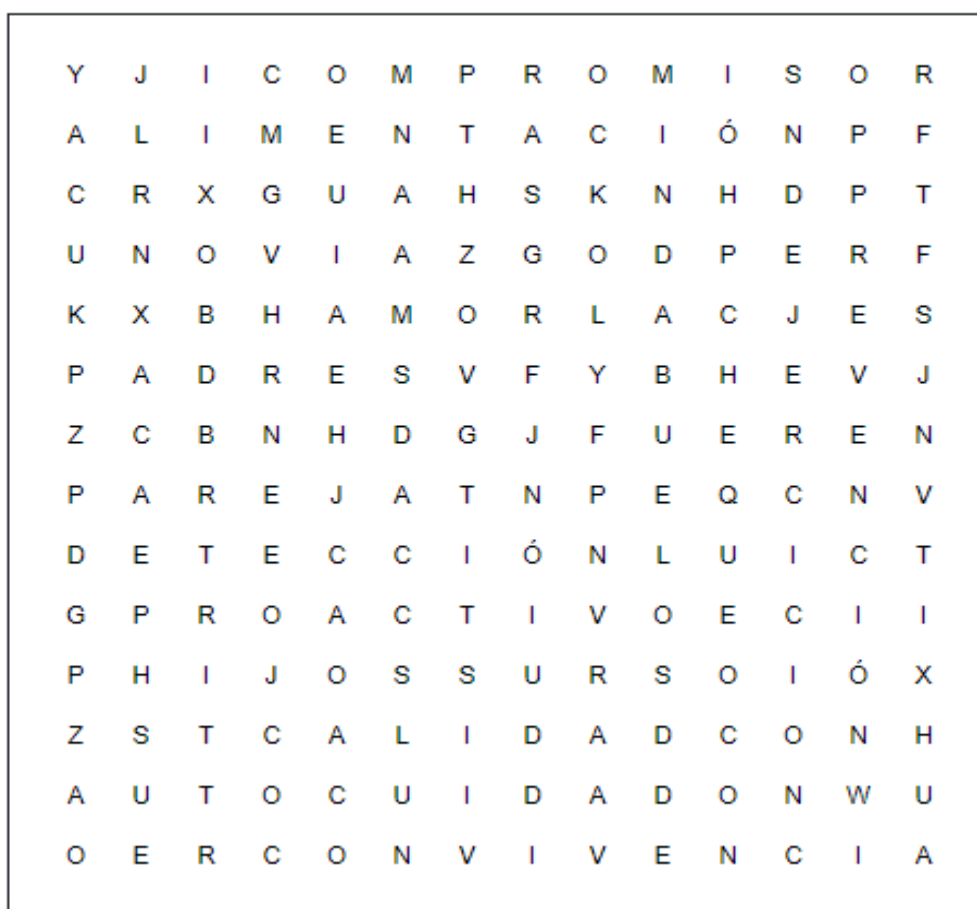 Y J I C O M P R O M I S O R
A L I M E N T A C I Ó N P F
C R X G U A H S K N H D P T
U N O V I A Z G O D P E R F
K X B H A M O R L A C J E S
P A D R E S V F Y B H E V J
Z C B N H D G J F U E R E N
P A R E J A T N P E Q C N V
D E T E C C I Ó N L U I C T
G P R O A C T I V O E C I I
P H I J O S S U R S O I Ó X
Z S T C A L I D A D C O N H
A U T O C U I D A D O N W U
O E R C O N V I V E N C I A